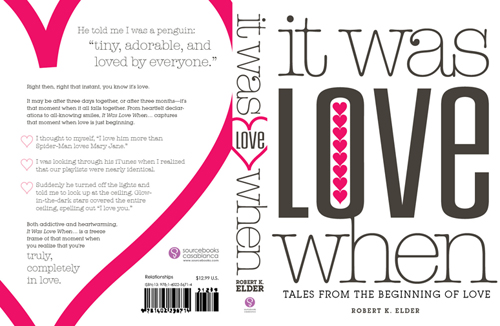 He told me I was a penguin:
“tiny, adorable, and
loved by everyone.”
Right then, right that instant, you know it's love.
It may be after three days together, or after three months—it's
that moment when it all falls together. From heartfelt declar-
ations to all-knowing smiles, It Was Love When... captures
that moment when love is just beginning.
I thought to myself, “I love him more than
Spider-Man loves Mary Jane.”
I was looking through his iTunes when I realized
that our playlists were nearly identical.
Suddenly he turned off the lights and
told me to look up at the ceiling. Glow-
in-the-dark stars covered the entire
ceiling, spelling out “I love you.”
Both addictive and heartwarming,
It Was Love When... is a freeze
frame of that moment when
you realize that you're
truly,
completely
in love.
sourcebooks
casablanca
www.sourcebooks.com
Relationships
$12.99 U.S.
it was
LOVE
when
ROBERT K.
ELDER
it was
LOVE
when
TALES FROM THE BEGINNING OF LOVE
ROBERT K. ELDER